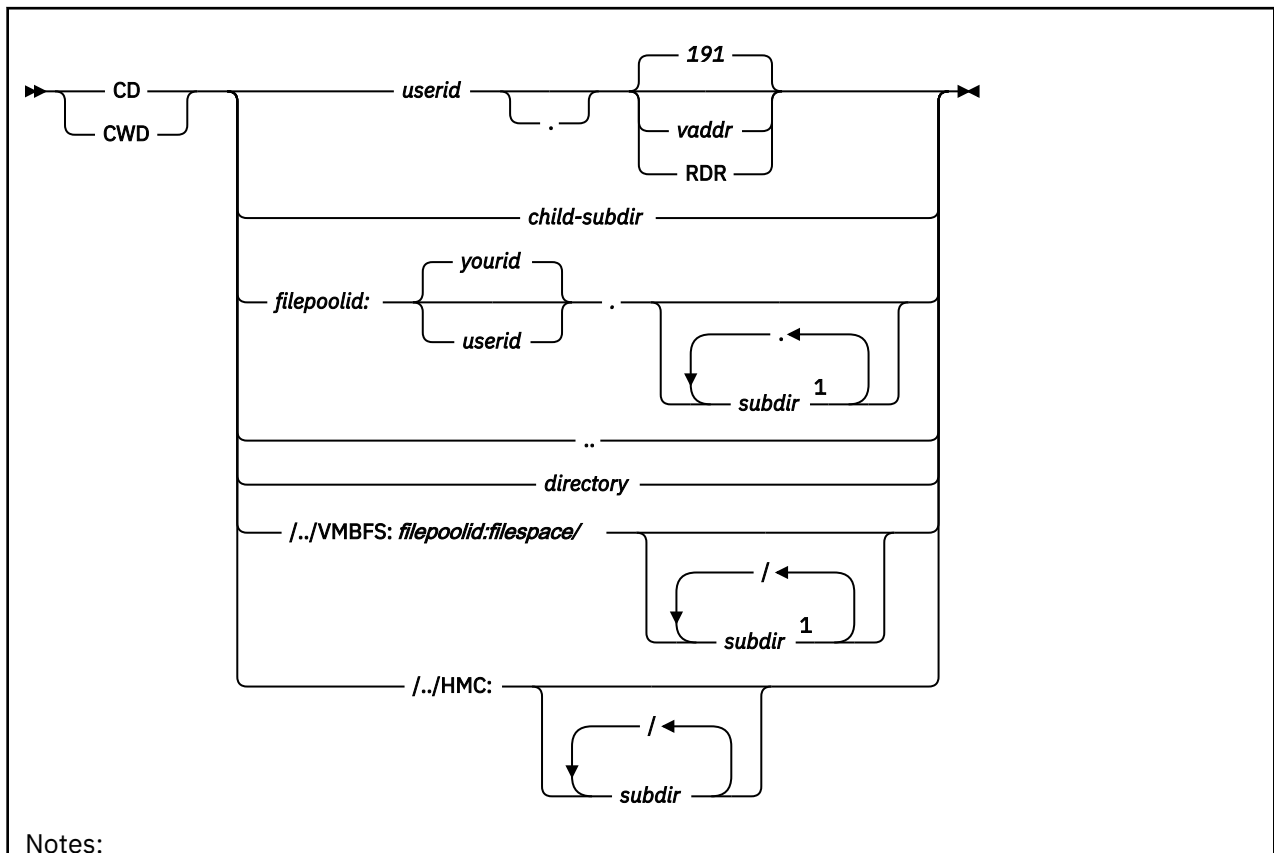 191
CD userid
.
CWD vaddr
RDR
child-subdir
yourid
filepoolid: .
userid
.
subdir 1
..
directory
/../VMBFS: filepoolid:filespace/
/
subdir 1
/../HMC:
/
subdir
Notes: